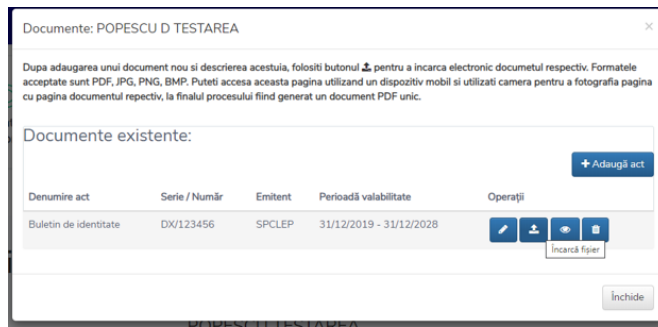 Documente: POPESCU D TESTAREA
Dupa adaugarea unui document nou si descrierea acestuia, folositi butonul pentru a incarca electronic documetul respectiv. Formatele
acceptate sunt PDF, JPG, PNG, BMP. Puteti accesa aceasta pagina utilizand un dispozitiv mobil si utilizati camera pentru a fotografia pagina
cu pagina documentul repectiv, la finalul procesului fiind generat un document PDF unic.
Documente existente:
+ Adaugă act
Denumire act Serie / Număr Emitent Perioadă valabilitate Operații
Buletin de identitate DX/123456 SPCLEP 31/12/2019 - 31/12/2028
Încarcă fișier
Închide
POPESCU TESTAREA